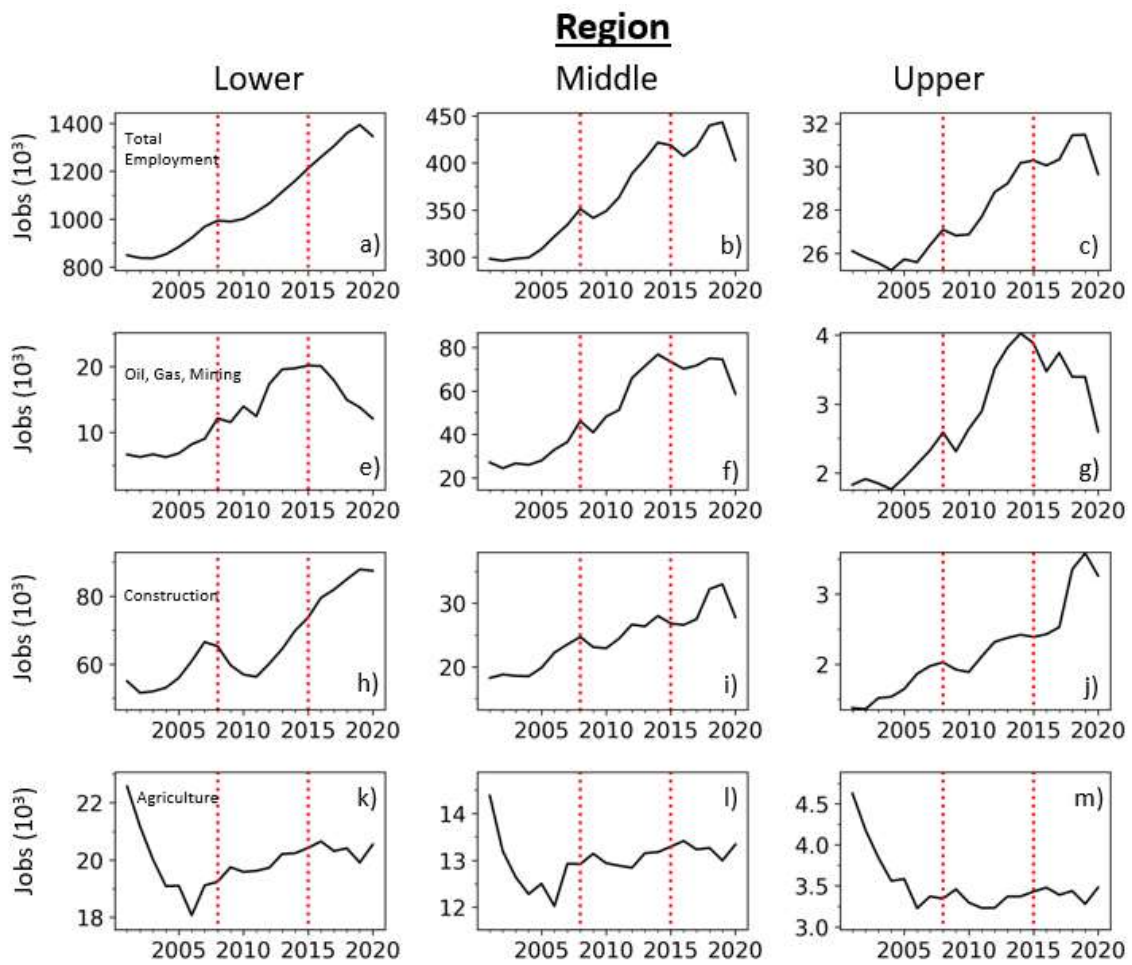 Region
Lower Middle Upper
Jobs (10³)
Total
Employment
1400
1200
1000
800
2005 2010 2015 2020
a)
450
400
350
300
2005 2010 2015 2020
b)
32
30
28
26
2005 2010 2015 2020
c)
Jobs (10³)
Oil, Gas, Mining
20
10
2005 2010 2015 2020
e)
80
60
40
20
2005 2010 2015 2020
f)
4
3
2
2005 2010 2015 2020
g)
Jobs (10³)
Construction
80
60
2005 2010 2015 2020
h)
30
20
2005 2010 2015 2020
i)
3
2
2005 2010 2015 2020
j)
Jobs (10³)
Agriculture
22
20
18
2005 2010 2015 2020
k)
14
13
12
2005 2010 2015 2020
l)
4.5
4.0
3.5
3.0
2005 2010 2015 2020
m)